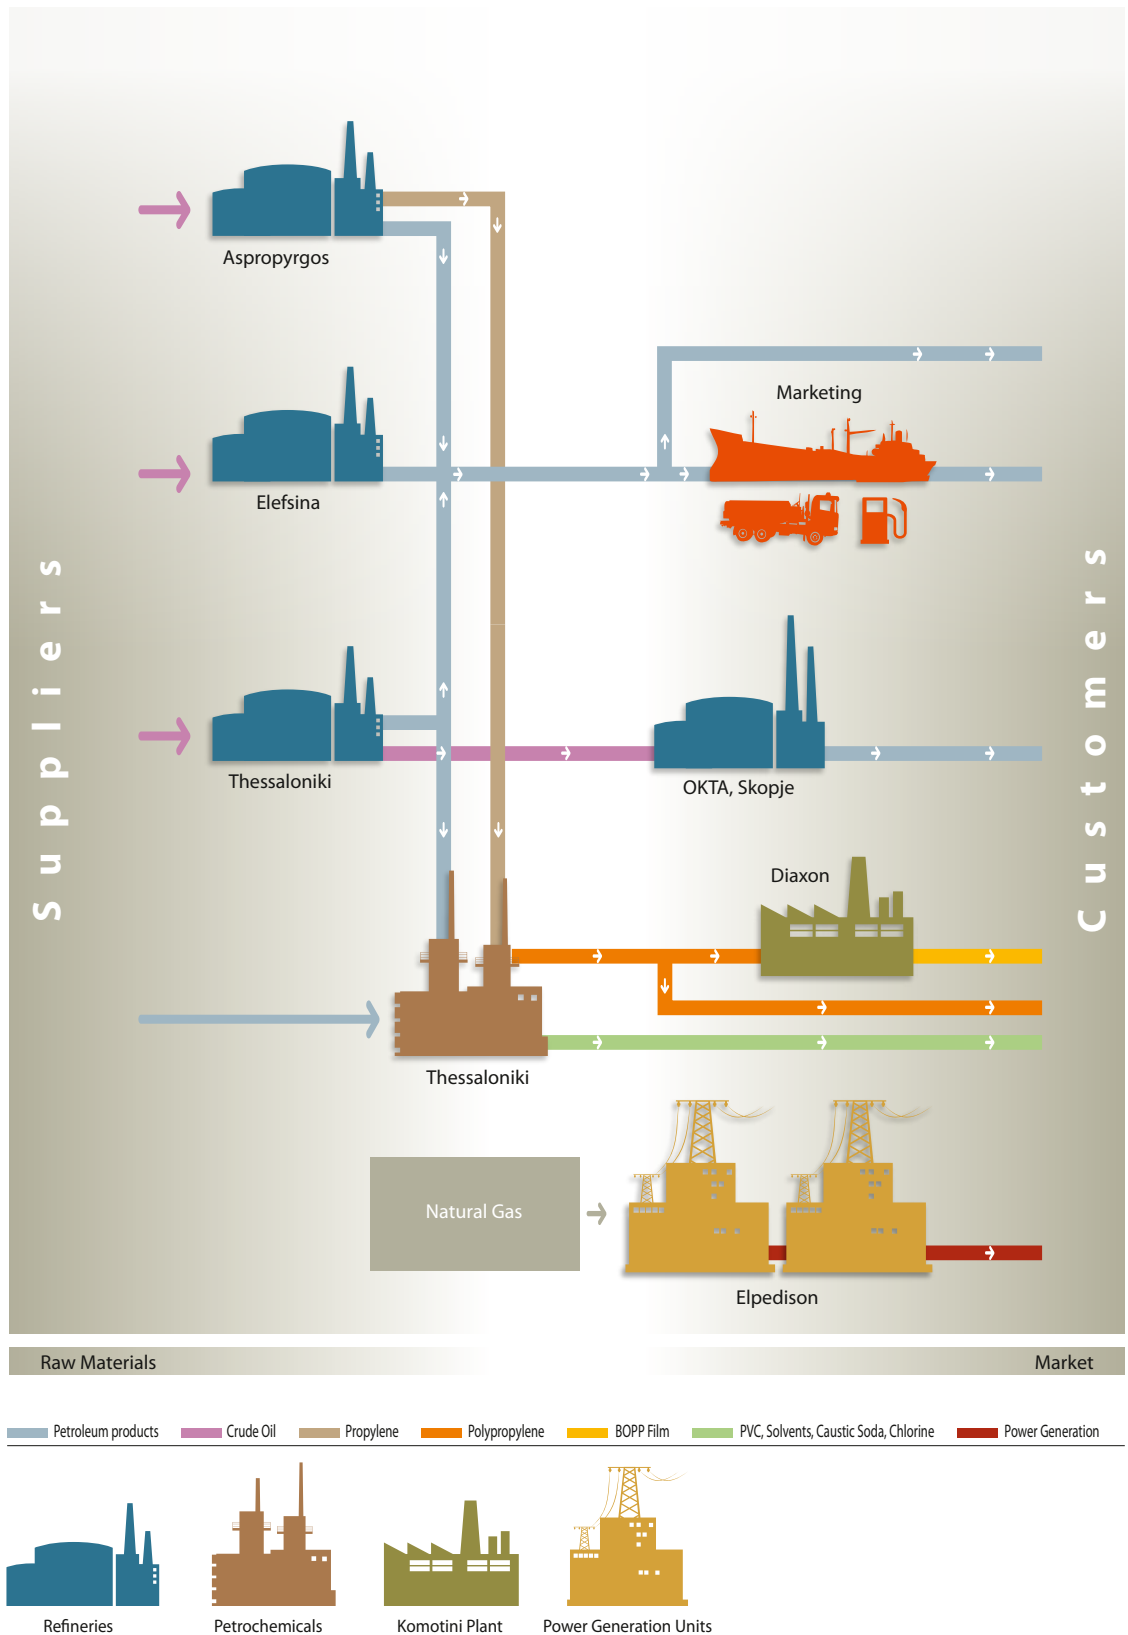 Aspropyrgos
Marketing
Elefsina
Suppliers
Customers
Thessaloniki
OKTA, Skopje
Diaxon
Thessaloniki
Natural Gas
Elpedison
Raw Materials
Market
Petroleum products
Crude Oil
Propylene
Polypropylene
BOPP Film
PVC, Solvents, Caustic Soda, Chlorine
Power Generation
Refineries
Petrochemicals
Komotini Plant
Power Generation Units